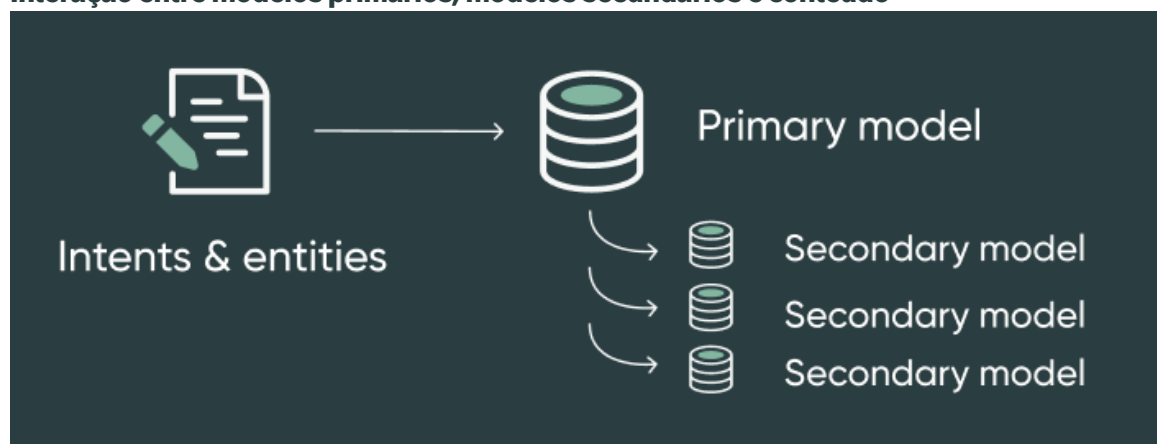 Interação entre modelos primários, modelos secundários e conteúdo
Primary model
Intents & entities
Secondary model
Secondary model
Secondary model